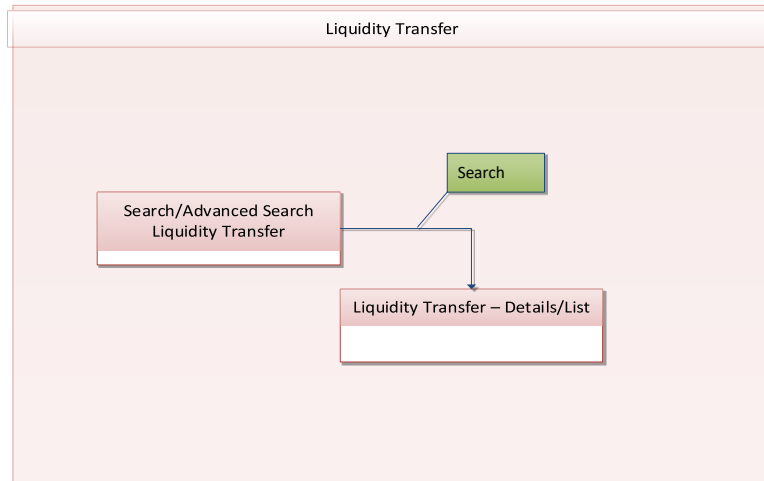 Liquidity Transfer
Search
Search/Advanced Search
Liquidity Transfer
Liquidity Transfer – Details/List